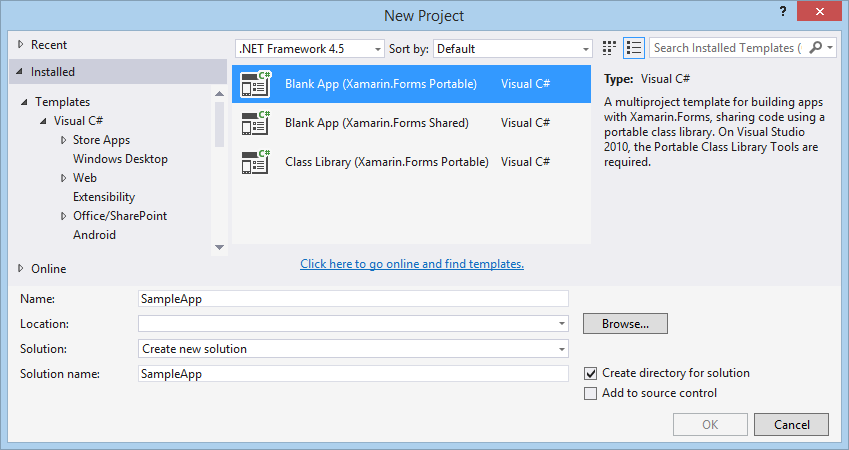 New Project
?
Recent
.NET Framework 4.5
Sort by:
Default
Search Installed Templates (
Installed
Templates
Visual C#
Store Apps
Windows Desktop
Web
Extensibility
Office/SharePoint
Android
Online
C#
Blank App (Xamarin.Forms Portable)
Visual C#
C#
Blank App (Xamarin.Forms Shared)
Visual C#
C#
Class Library (Xamarin.Forms Portable)
Visual C#
Click here to go online and find templates.
Type: Visual C#
A multiproject template for building apps
with Xamarin.Forms, sharing code using a
portable class library. On Visual Studio
2010, the Portable Class Library Tools are
required.
Name:
SampleApp
Location:
Browse...
Solution:
Create new solution
Solution name:
SampleApp
Create directory for solution
Add to source control
OK
Cancel